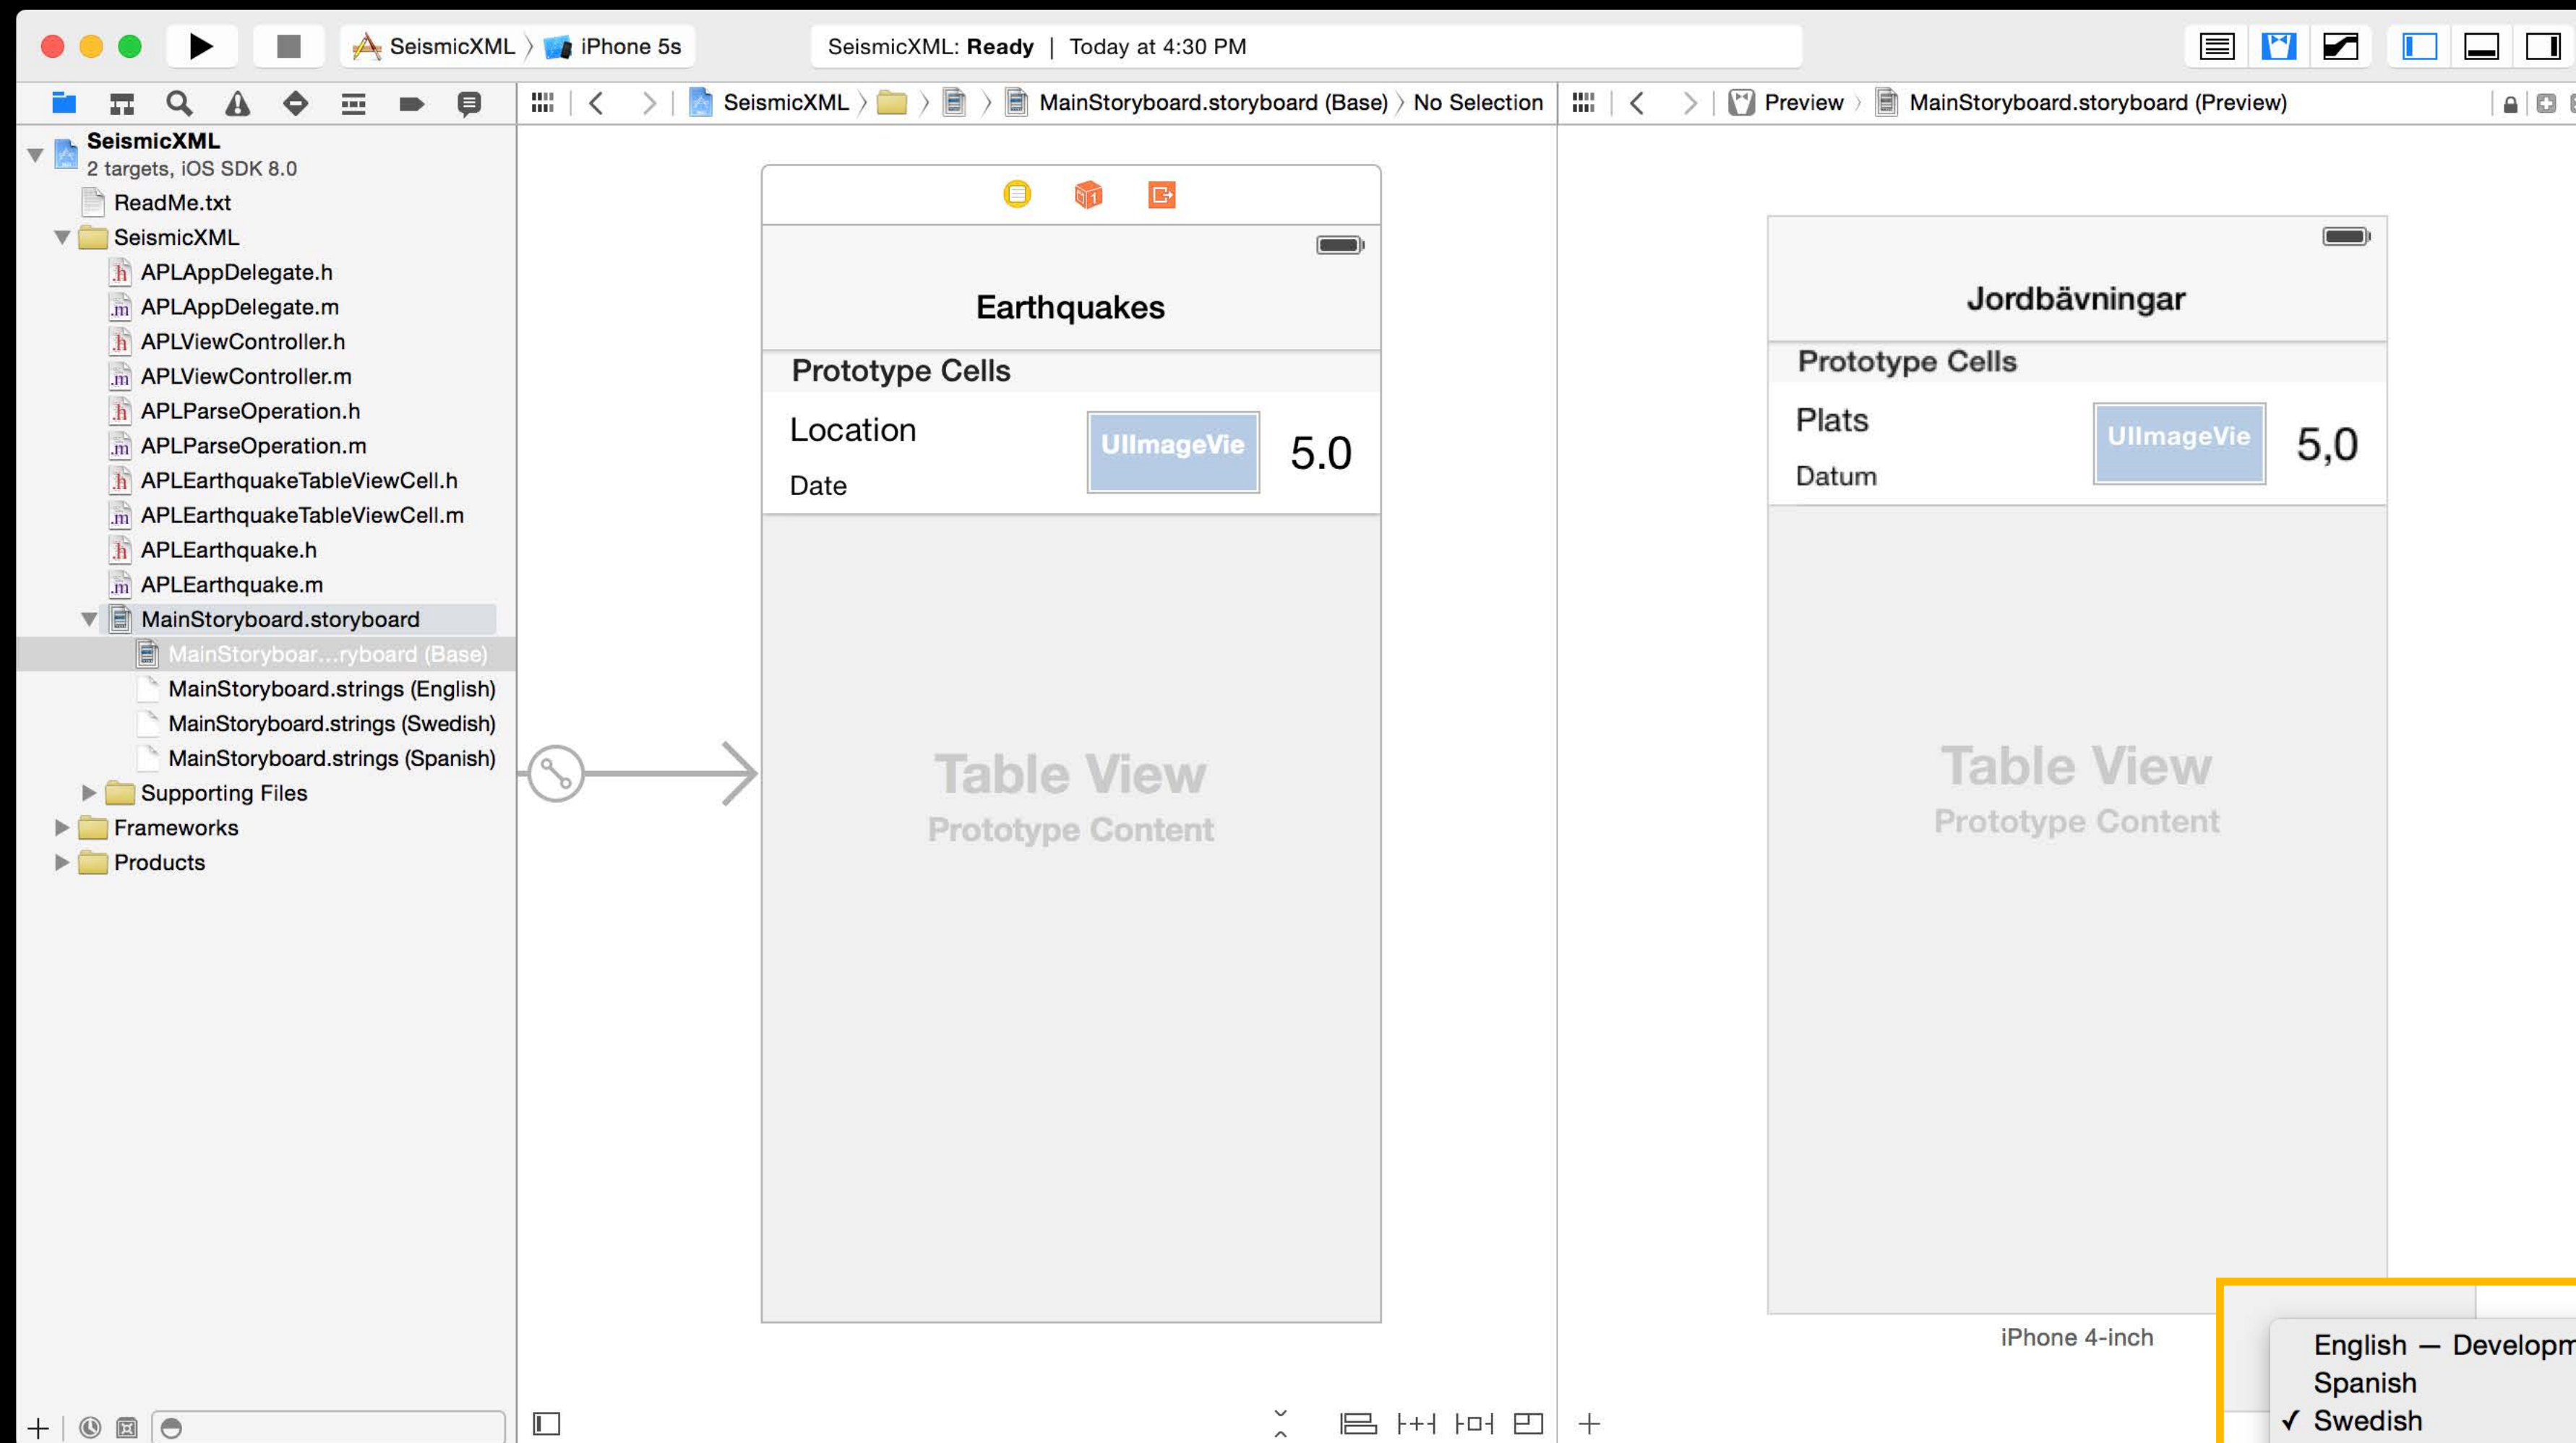 SeismicXML iPhone 5s
SeismicXML: Ready | Today at 4:30 PM
SeismicXML MainStoryboard.storyboard (Base) No Selection
Preview MainStoryboard.storyboard (Preview)
SeismicXML
2 targets, iOS SDK 8.0
ReadMe.txt
SeismicXML
APLAppDelegate.h
APLAppDelegate.m
APLViewController.h
APLViewController.m
APLParseOperation.h
APLParseOperation.m
APLEarthquakeTableViewCell.h
APLEarthquakeTableViewCell.m
APLEarthquake.h
APLEarthquake.m
MainStoryboard.storyboard
MainStoryboar...ryboard (Base)
MainStoryboard.strings (English)
MainStoryboard.strings (Swedish)
MainStoryboard.strings (Spanish)
Supporting Files
Frameworks
Products
Earthquakes
Prototype Cells
Location
UIImageVie
5.0
Date
Table View
Prototype Content
Jordbävningar
Prototype Cells
Plats
UIImageVie
5,0
Datum
Table View
Prototype Content
iPhone 4-inch
English — Developm
Spanish
✓ Swedish